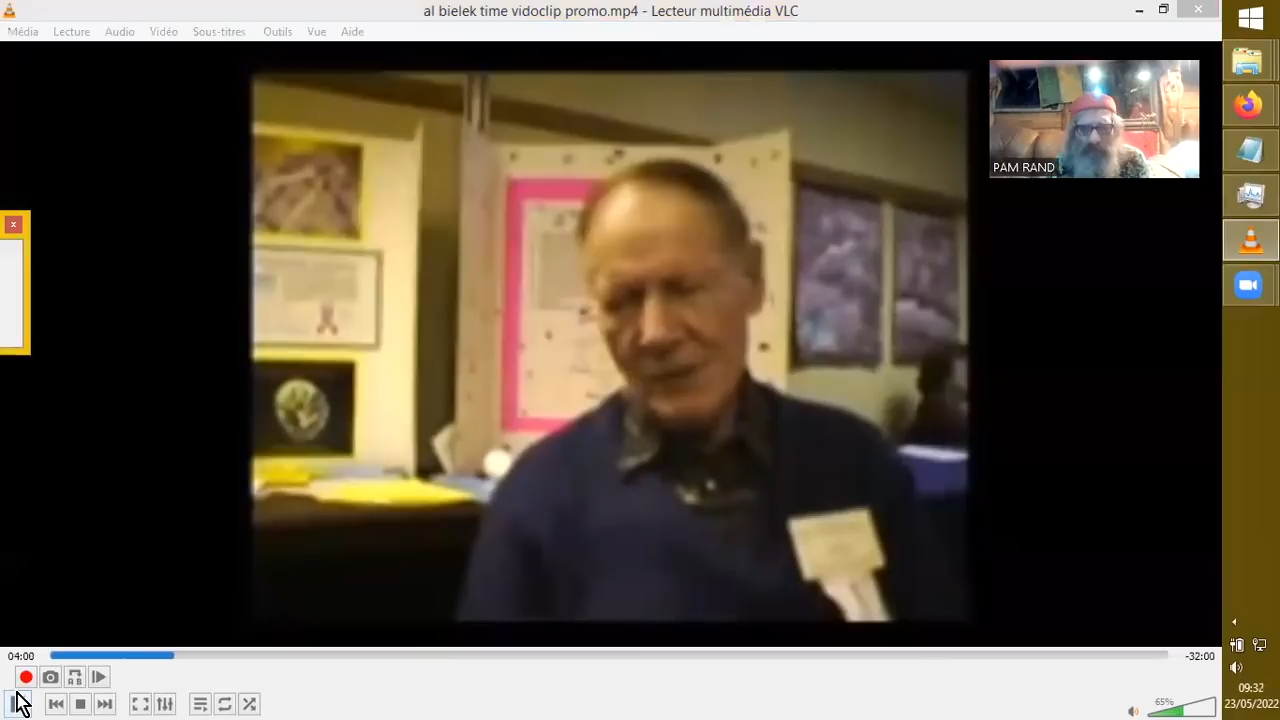 al bielek time vidoclip promo.mp4 - Lecteur multimédia VLC
Média Lecture Audio Vidéo Sous-titres Outils Vue Aide
PAM RAND
04:00
-32:00
65%
09:32
23/05/2022